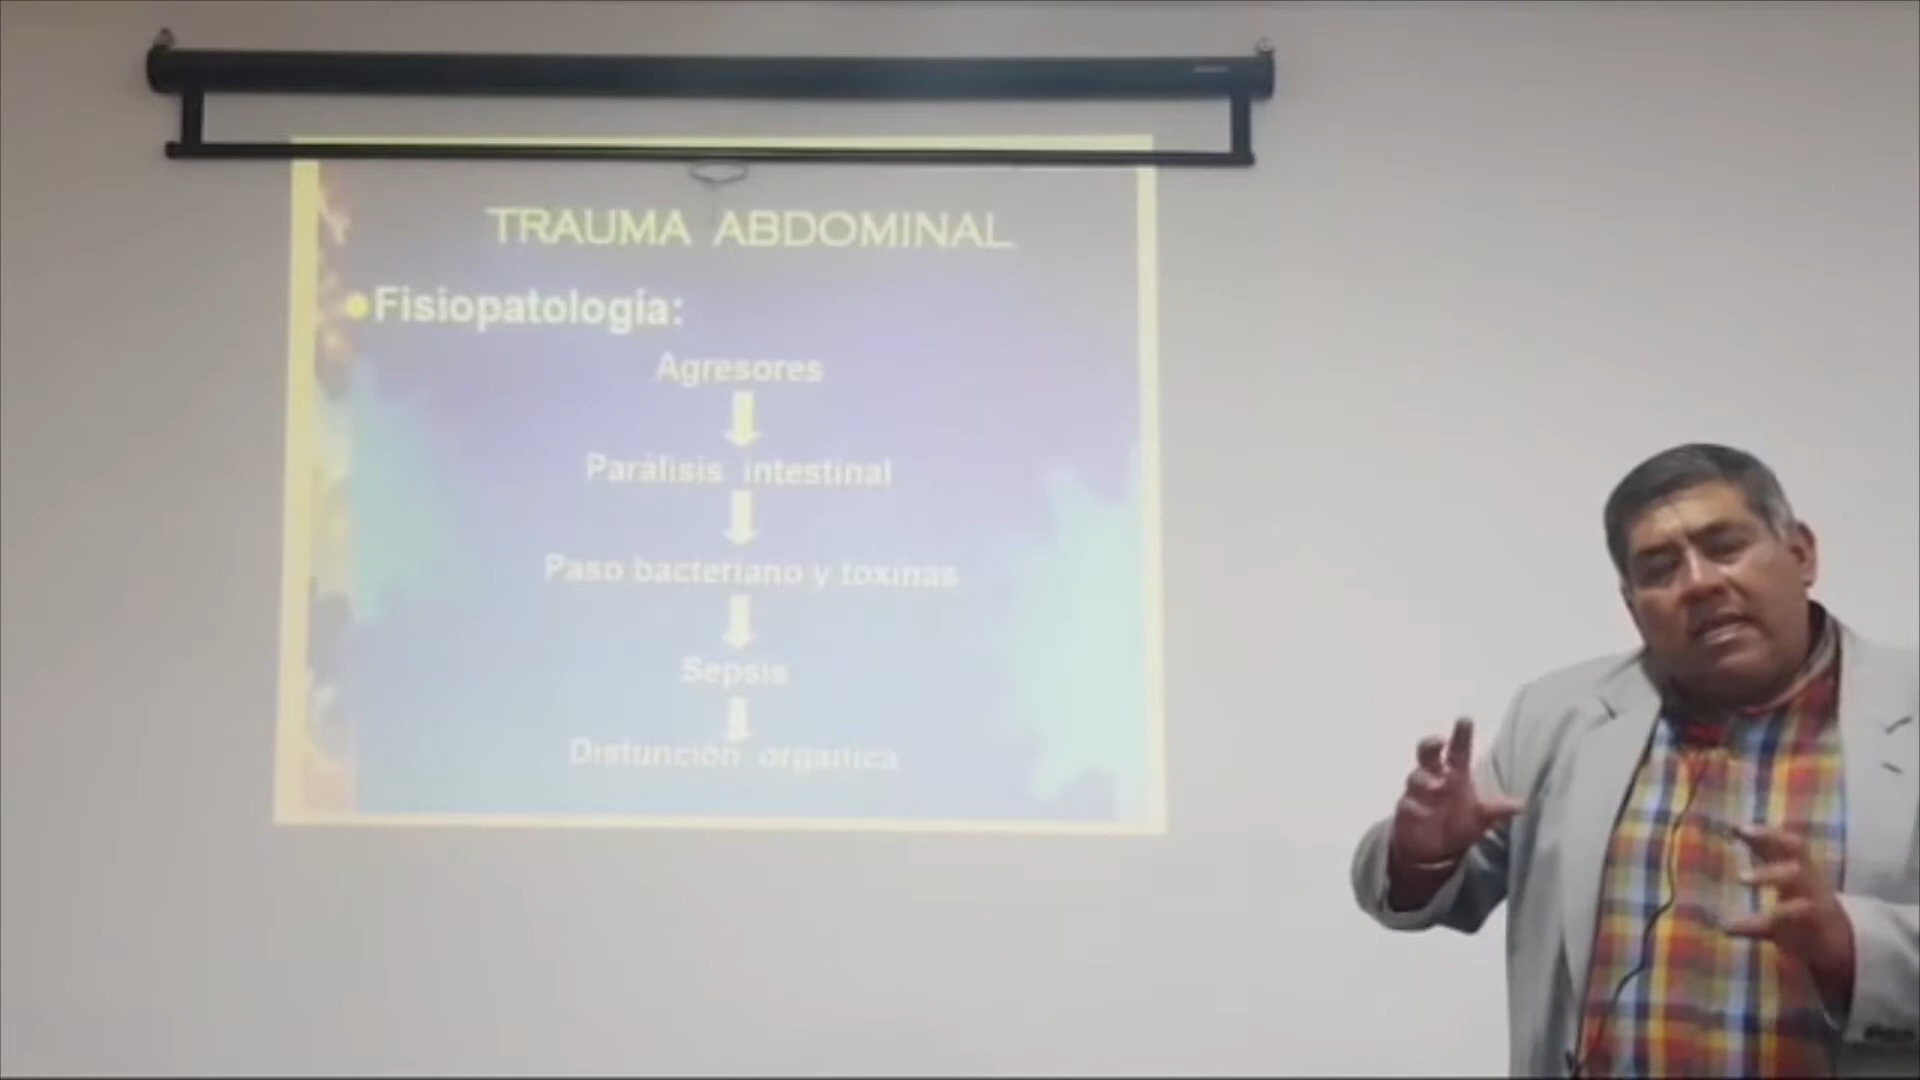 TRAUMA ABDOMINAL
Fisiopatología:
Agresores
Parálisis intestinal
Paso bacteriano y toxinas
Sepsis
Disfunción orgánica